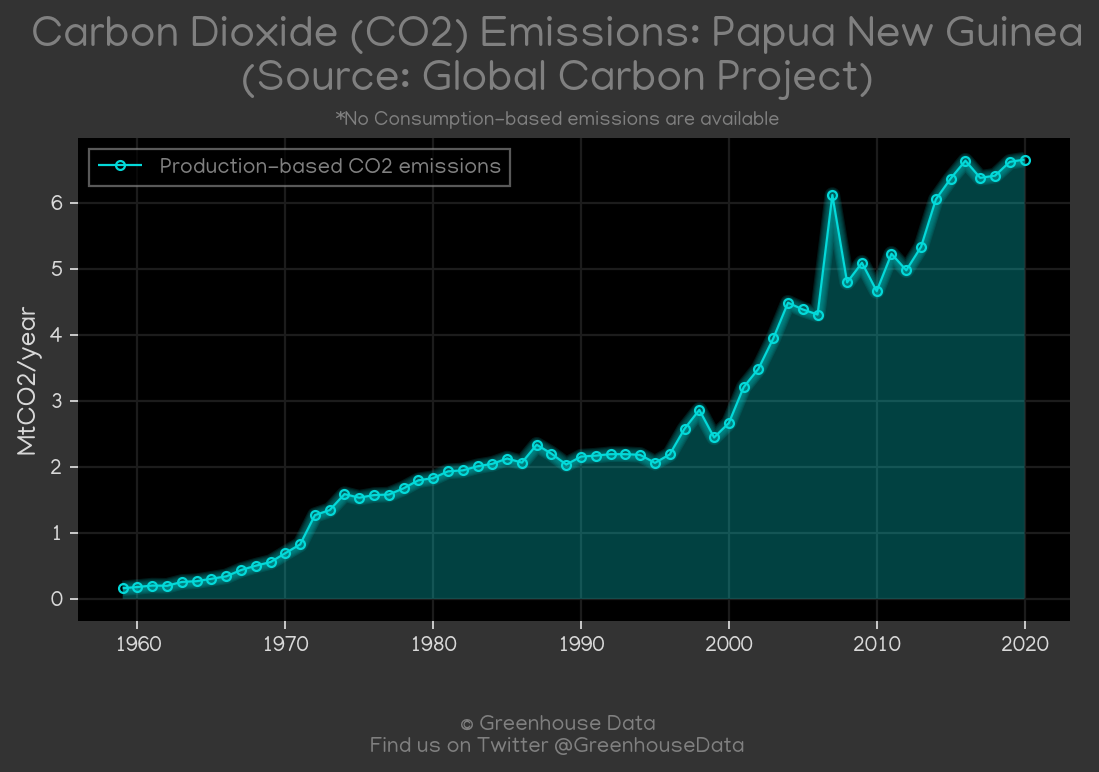 Carbon Dioxide (CO2) Emissions: Papua New Guinea
(Source: Global Carbon Project)
*No Consumption-based emissions are available
Production-based CO2 emissions
MtCO2/year
6
5
4
3
2
1
0
1960 1970 1980 1990 2000 2010 2020
© Greenhouse Data
Find us on Twitter @GreenhouseData